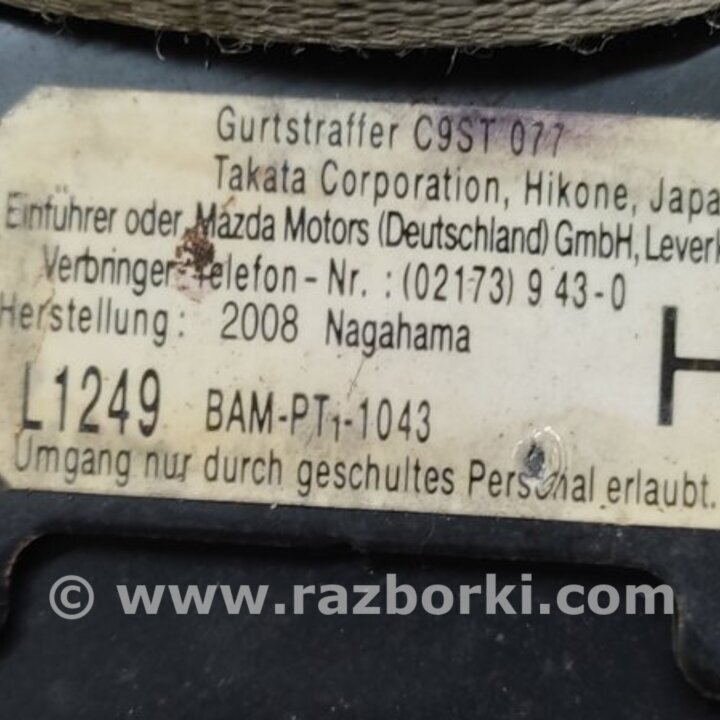 Gurtstraffer C9ST 077
Takata Corporation, Hikone, Japa
Einführer oder Mazda Motors (Deutschland) GmbH, Leverk
Verbringer Telefon - Nr. : (02173) 9 43-0
Herstellung: 2008 Nagahama
H
L1249 BAM-PT1-1043
Umgang nur durch geschultes Personal erlaubt.
© www.razborki.com